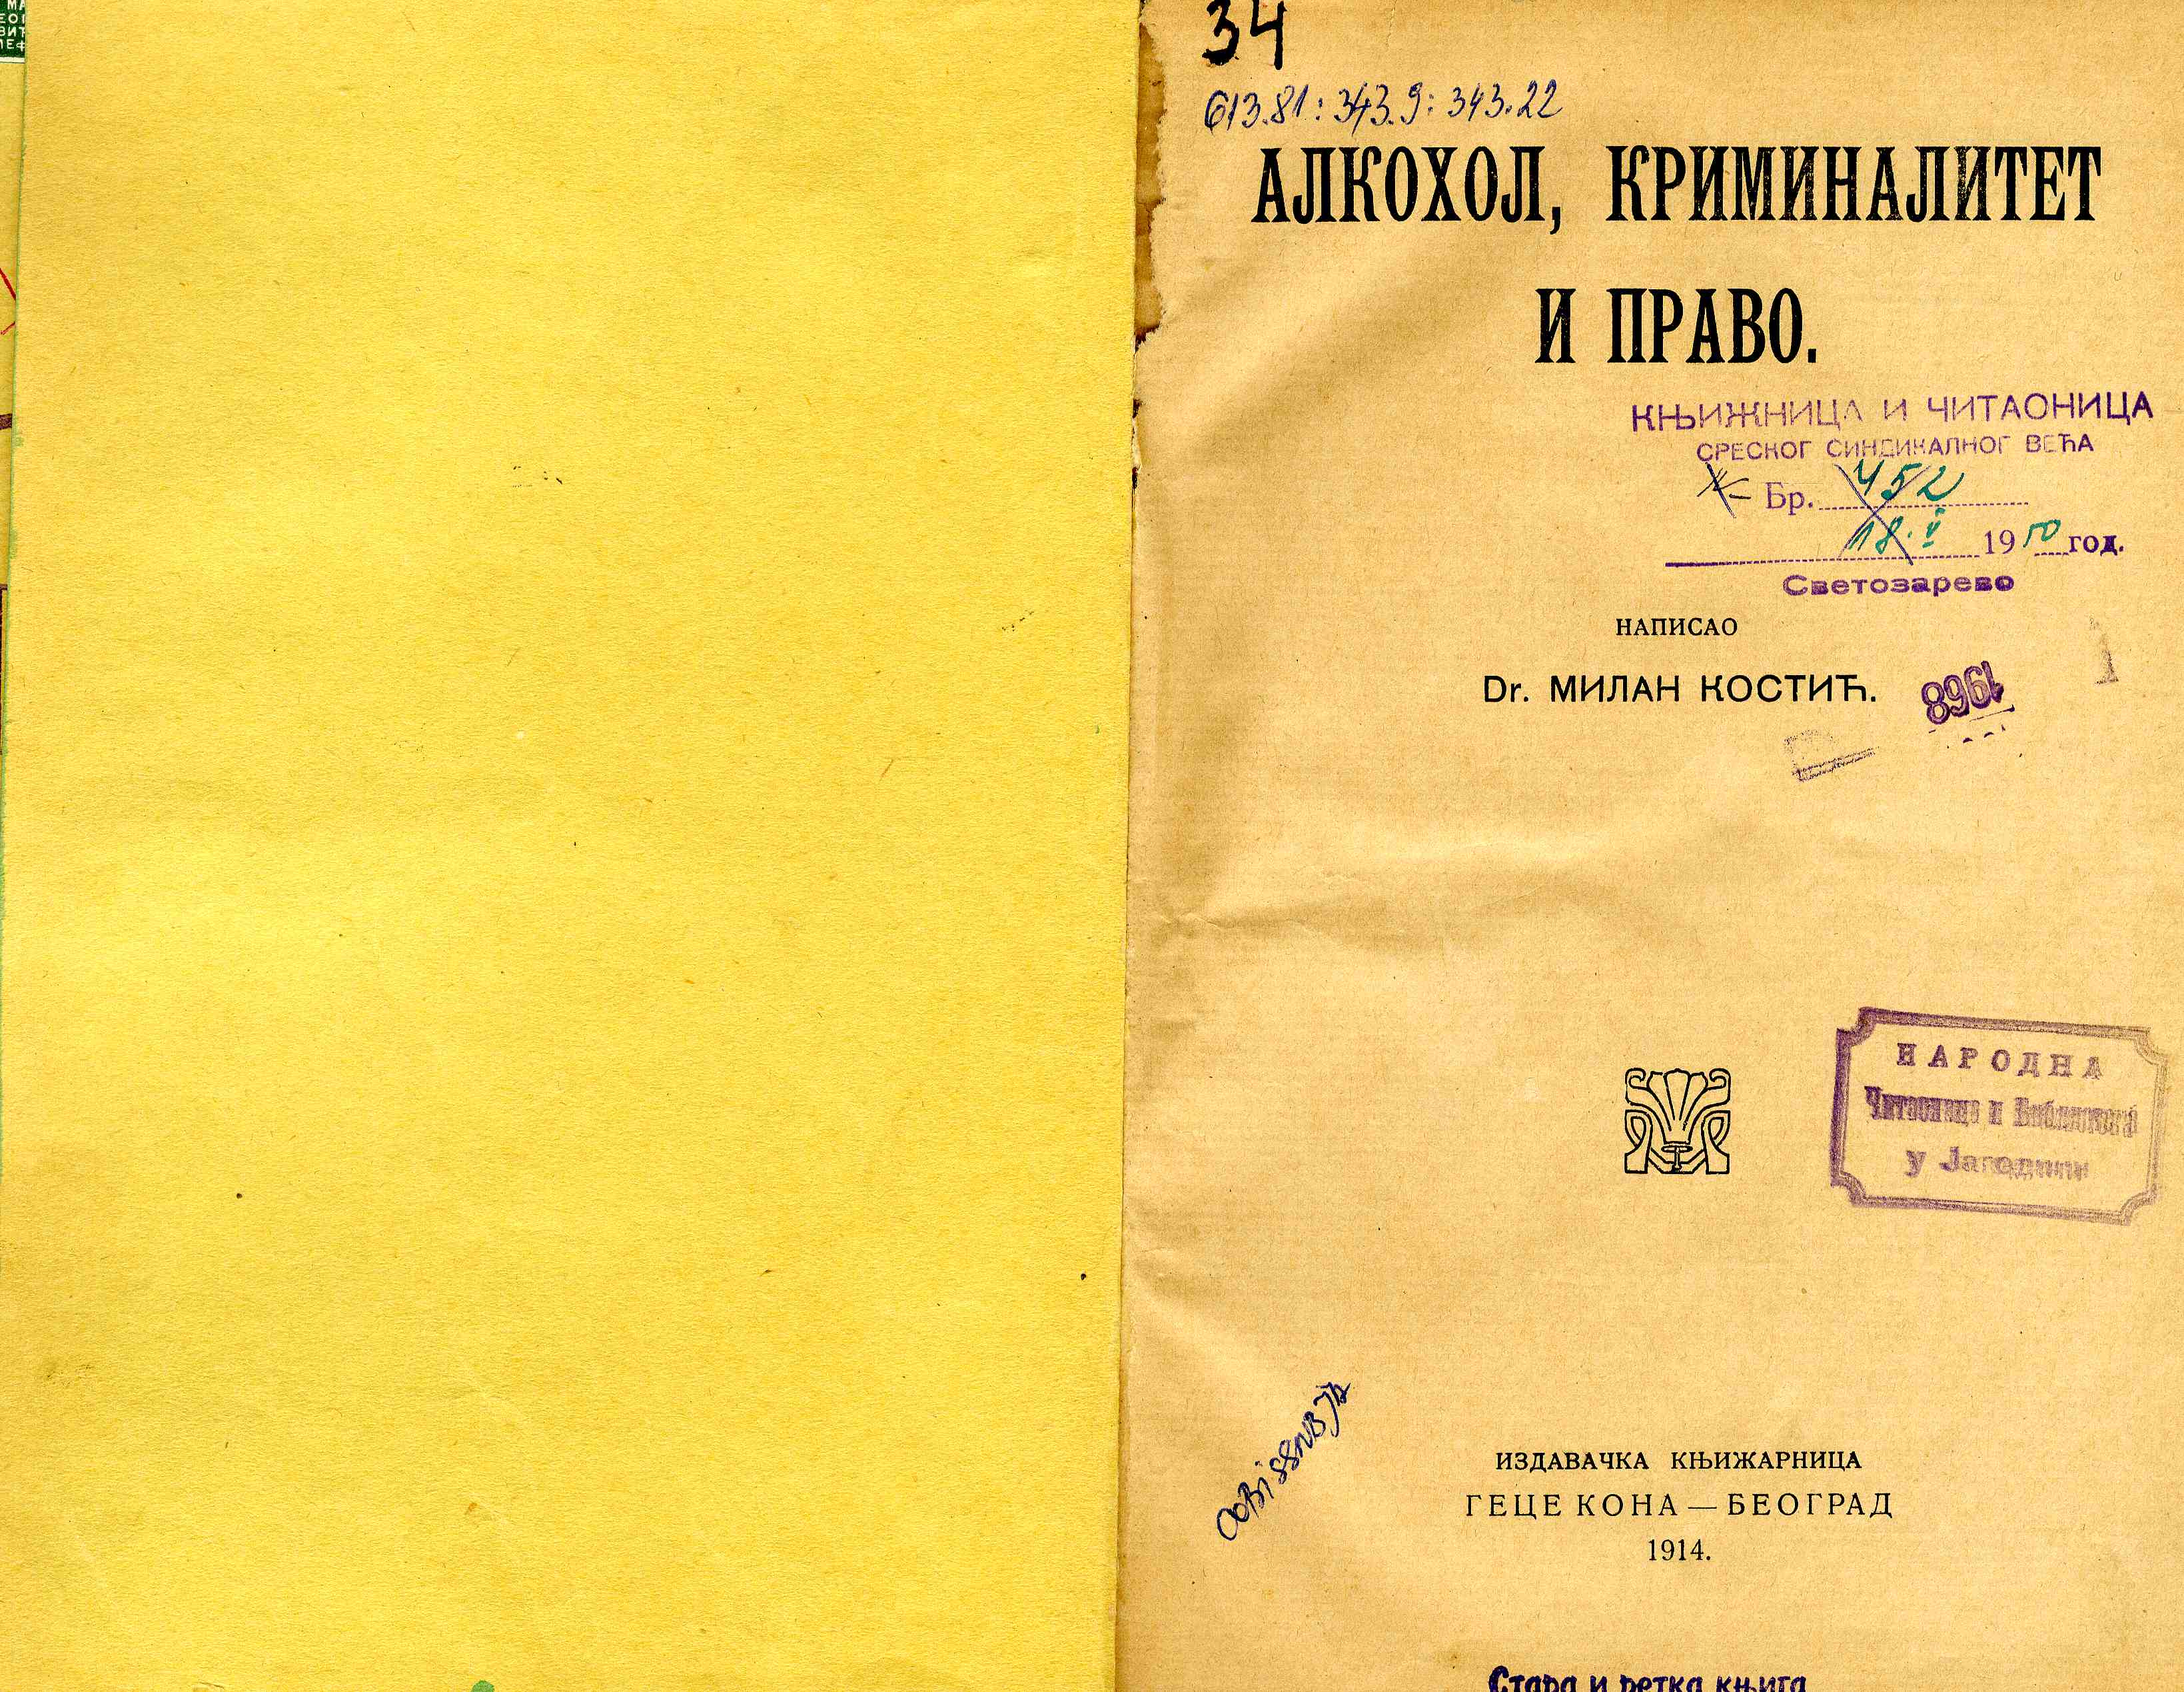 34
613.81:343.9:343.22
АЛКОХОЛ, КРИМИНАЛИТЕТ
И ПРАВО.
КЊИЖНИЦА И ЧИТАОНИЦА
СРЕСКОГ СИНДИКАЛНОГ ВЕЋА
Бр. 452
18. V 1950 год.
Светозарево
НАПИСАО
Dr. МИЛАН КОСТИЋ.
1968
НАРОДНА
Читаоница и Библиотека
у Јагодини
ИЗДАВАЧКА КЊИЖАРНИЦА
ГЕЦЕ КОНА — БЕОГРАД
1914.
Стара и ретка књига